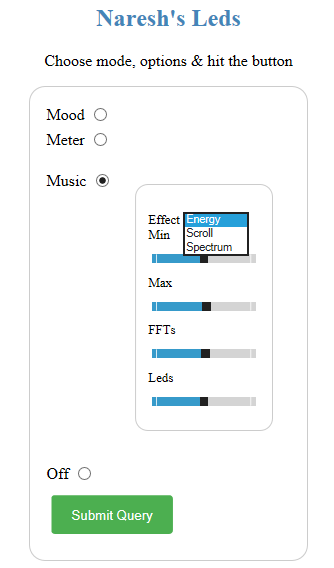 Naresh's Leds
Choose mode, options & hit the button
Mood
Meter
Music
Effect Energy
Scroll
Spectrum
Min
Max
FFTs
Leds
Off
Submit Query